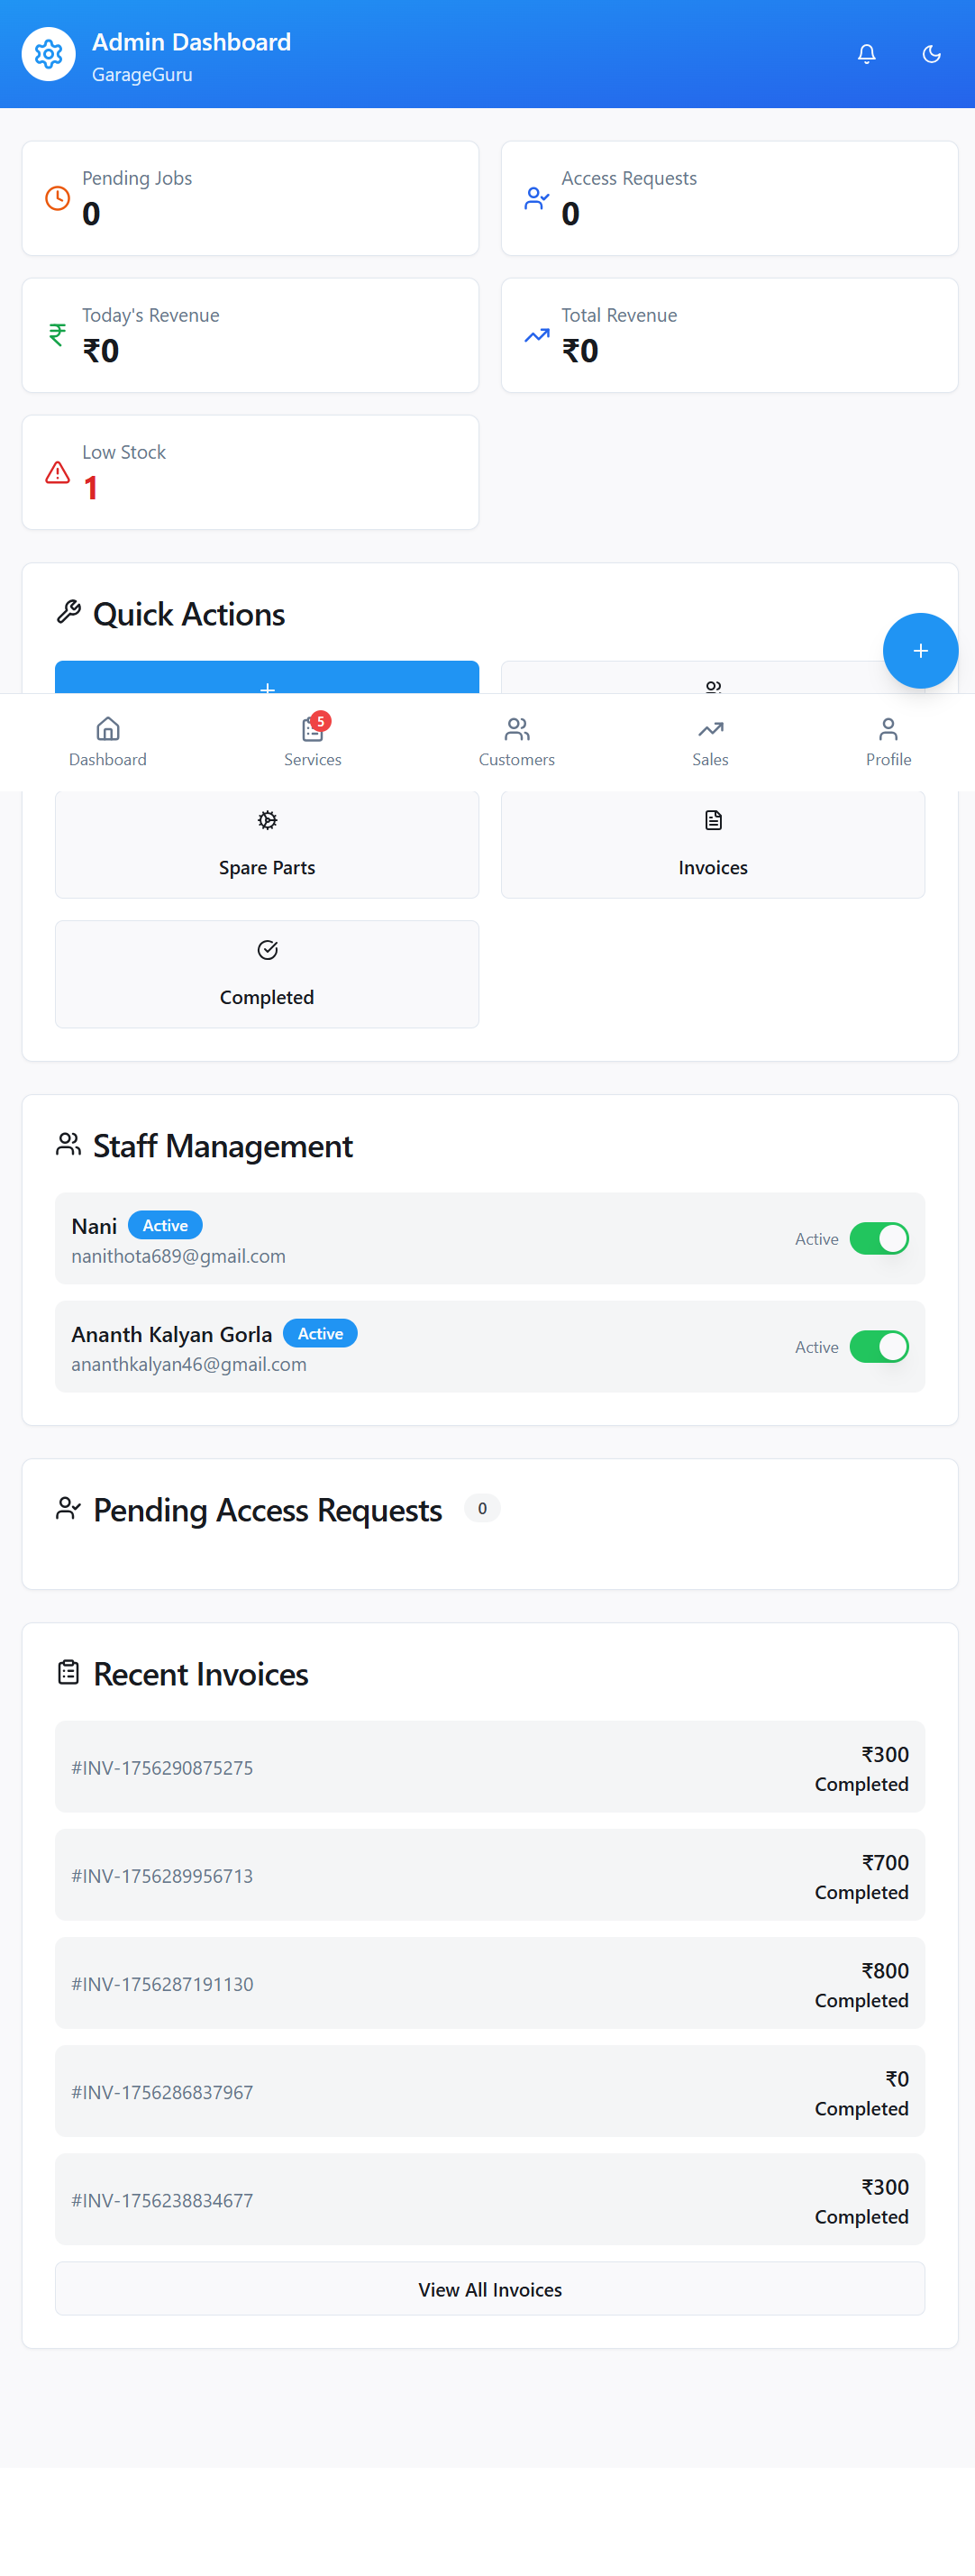 Admin Dashboard
GarageGuru
Pending Jobs
0
Access Requests
0
Today's Revenue
₹0
Total Revenue
₹0
Low Stock
1
Quick Actions
+
+
Dashboard
5
Services
Customers
Sales
Profile
Spare Parts
Invoices
Completed
Staff Management
Nani Active
nanithota689@gmail.com
Active
Ananth Kalyan Gorla Active
ananthkalyan46@gmail.com
Active
Pending Access Requests 0
Recent Invoices
#INV-1756290875275
₹300
Completed
#INV-1756289956713
₹700
Completed
#INV-1756287191130
₹800
Completed
#INV-1756286837967
₹0
Completed
#INV-1756238834677
₹300
Completed
View All Invoices